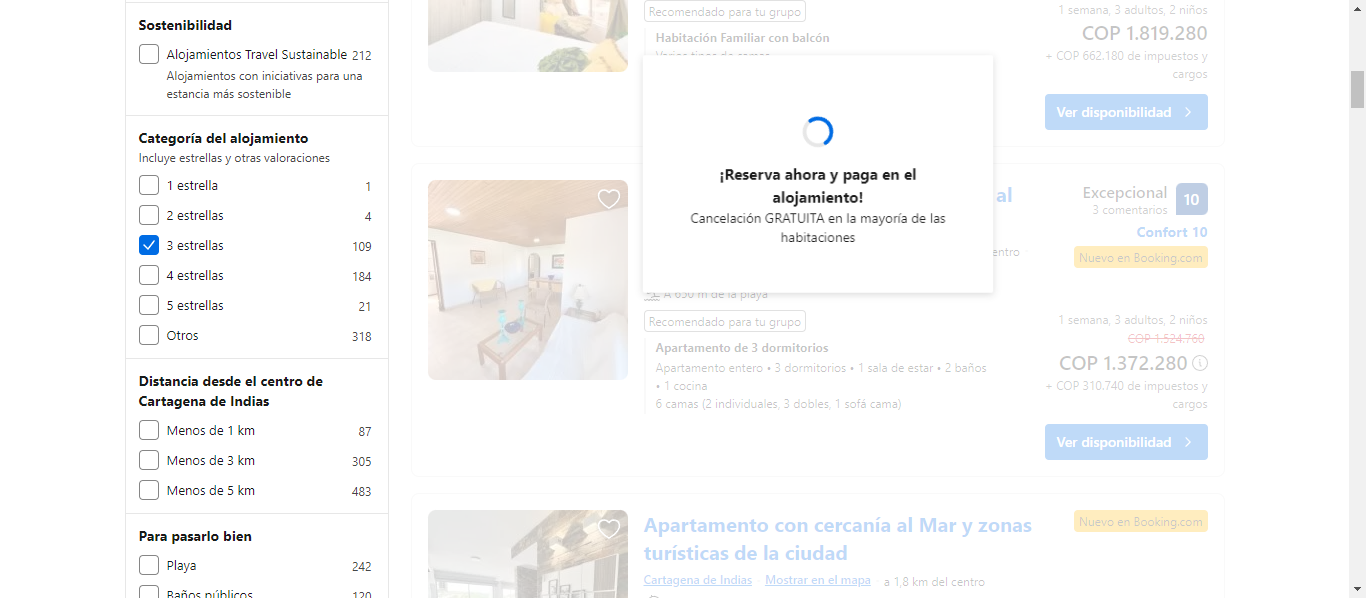 Sostenibilidad
Alojamientos Travel Sustainable 212
Alojamientos con iniciativas para una
estancia más sostenible
Categoría del alojamiento
Incluye estrellas y otras valoraciones
1 estrella 1
2 estrellas 4
3 estrellas 109
4 estrellas 184
5 estrellas 21
Otros 318
Distancia desde el centro de
Cartagena de Indias
Menos de 1 km 87
Menos de 3 km 305
Menos de 5 km 483
Para pasarlo bien
Playa 242
Baños públicos 120
Recomendado para tu grupo
Habitación Familiar con balcón
Varios tipos de camas
1 semana, 3 adultos, 2 niños
COP 1.819.280
+ COP 662.180 de impuestos y
cargos
Ver disponibilidad
¡Reserva ahora y paga en el
alojamiento!
Cancelación GRATUITA en la mayoría de las
habitaciones
al
Excepcional 10
3 comentarios
Confort 10
entro
Nuevo en Booking.com
A 650 m de la playa
Recomendado para tu grupo
Apartamento de 3 dormitorios
Apartamento entero • 3 dormitorios • 1 sala de estar • 2 baños
• 1 cocina
6 camas (2 individuales, 3 dobles, 1 sofá cama)
1 semana, 3 adultos, 2 niños
COP 1.524.760
COP 1.372.280
+ COP 310.740 de impuestos y
cargos
Ver disponibilidad
Apartamento con cercanía al Mar y zonas
turísticas de la ciudad
Nuevo en Booking.com
Cartagena de Indias Mostrar en el mapa a 1,8 km del centro